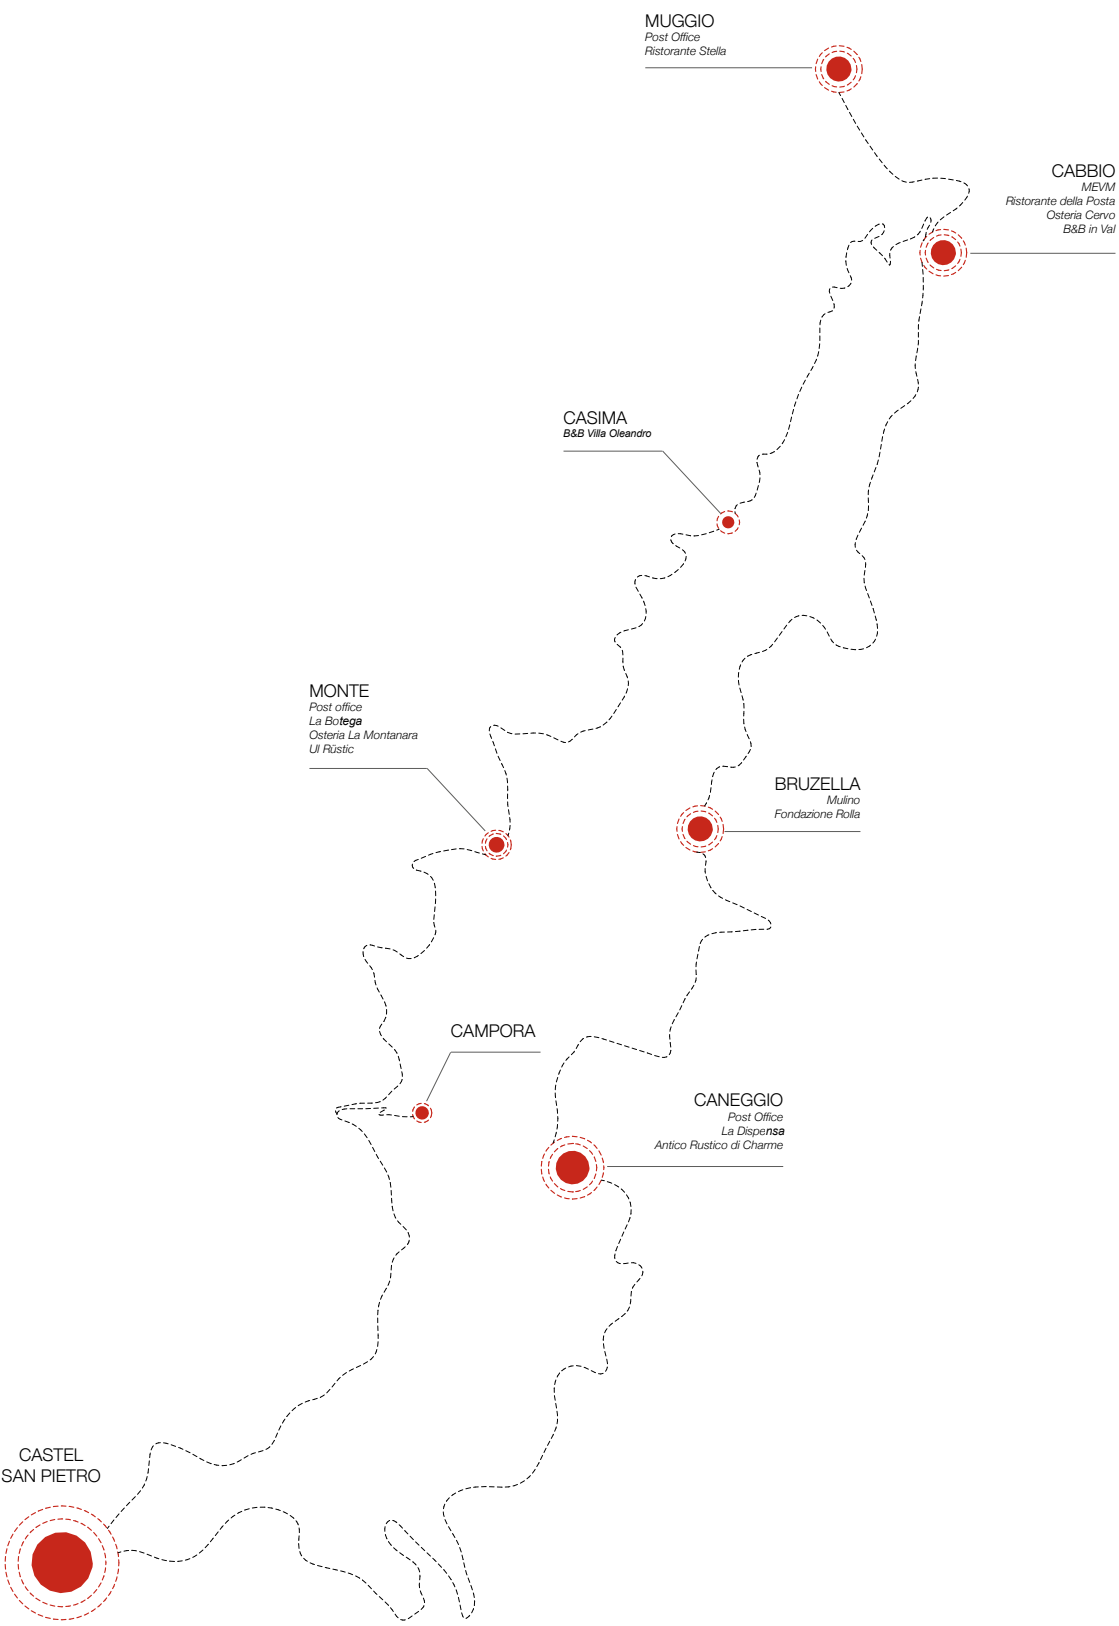 MUGGIO
Post Office
Ristorante Stella
CABBIO
MEVM
Ristorante della Posta
Osteria Cervo
B&B in Val
CASIMA
B&B Villa Oleandro
MONTE
Post office
La Botega
Osteria La Montanara
Ul Rüstic
BRUZELLA
Mulino
Fondazione Rolla
CAMPORA
CANEGGIO
Post Office
La Dispensa
Antico Rustico di Charme
CASTEL
SAN PIETRO